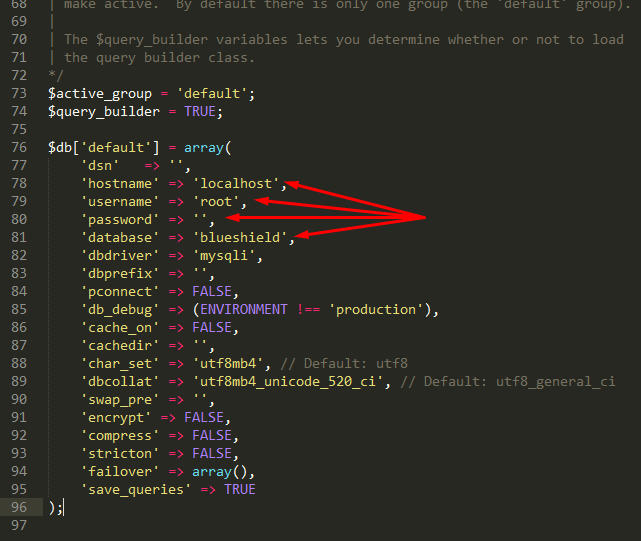 68 | make active.  By default there is only one group (the 'default' group).
69 |
70 | The $query_builder variables lets you determine whether or not to load
71 | the query builder class.
72 */
73 $active_group = 'default';
74 $query_builder = TRUE;
75
76 $db['default'] = array(
77     'dsn'   => '',
78     'hostname' => 'localhost',
79     'username' => 'root',
80     'password' => '',
81     'database' => 'blueshield',
82     'dbdriver' => 'mysqli',
83     'dbprefix' => '',
84     'pconnect' => FALSE,
85     'db_debug' => (ENVIRONMENT !== 'production'),
86     'cache_on' => FALSE,
87     'cachedir' => '',
88     'char_set' => 'utf8mb4', // Default: utf8
89     'dbcollat' => 'utf8mb4_unicode_520_ci', // Default: utf8_general_ci
90     'swap_pre' => '',
91     'encrypt' => FALSE,
92     'compress' => FALSE,
93     'stricton' => FALSE,
94     'failover' => array(),
95     'save_queries' => TRUE
96 );
97